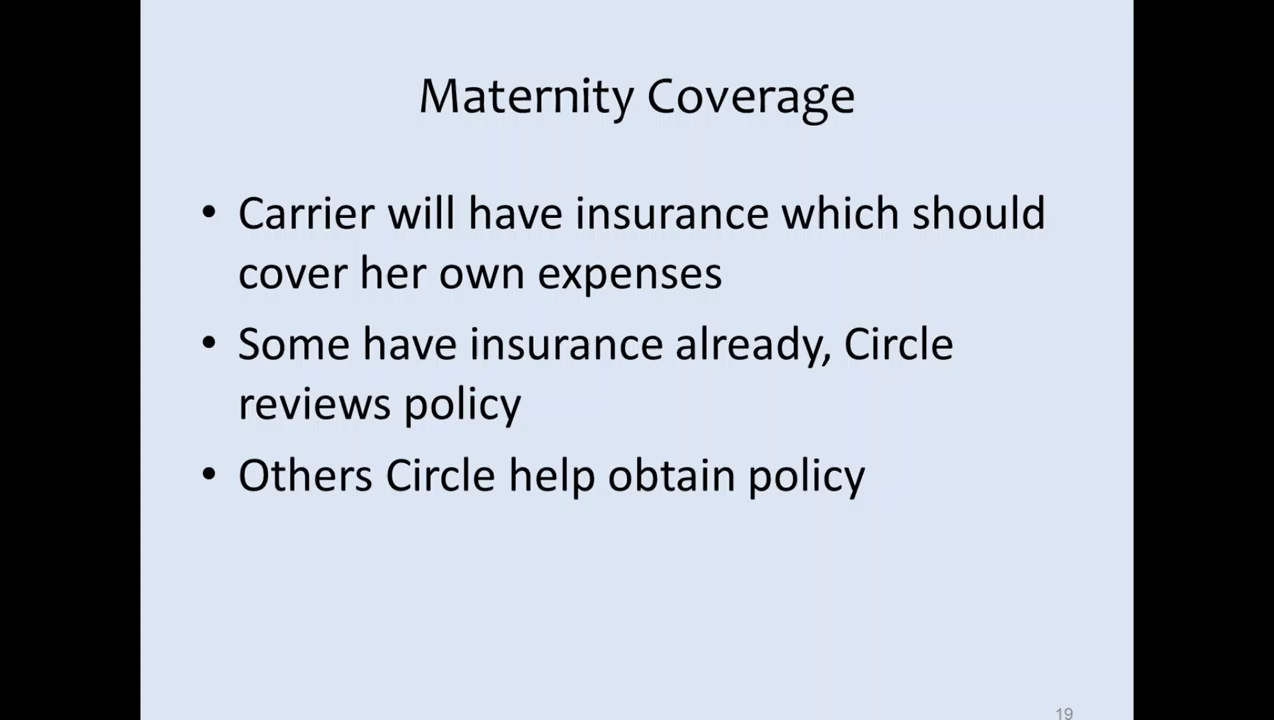 Maternity Coverage
• Carrier will have insurance which should
cover her own expenses
• Some have insurance already, Circle
reviews policy
• Others Circle help obtain policy
19